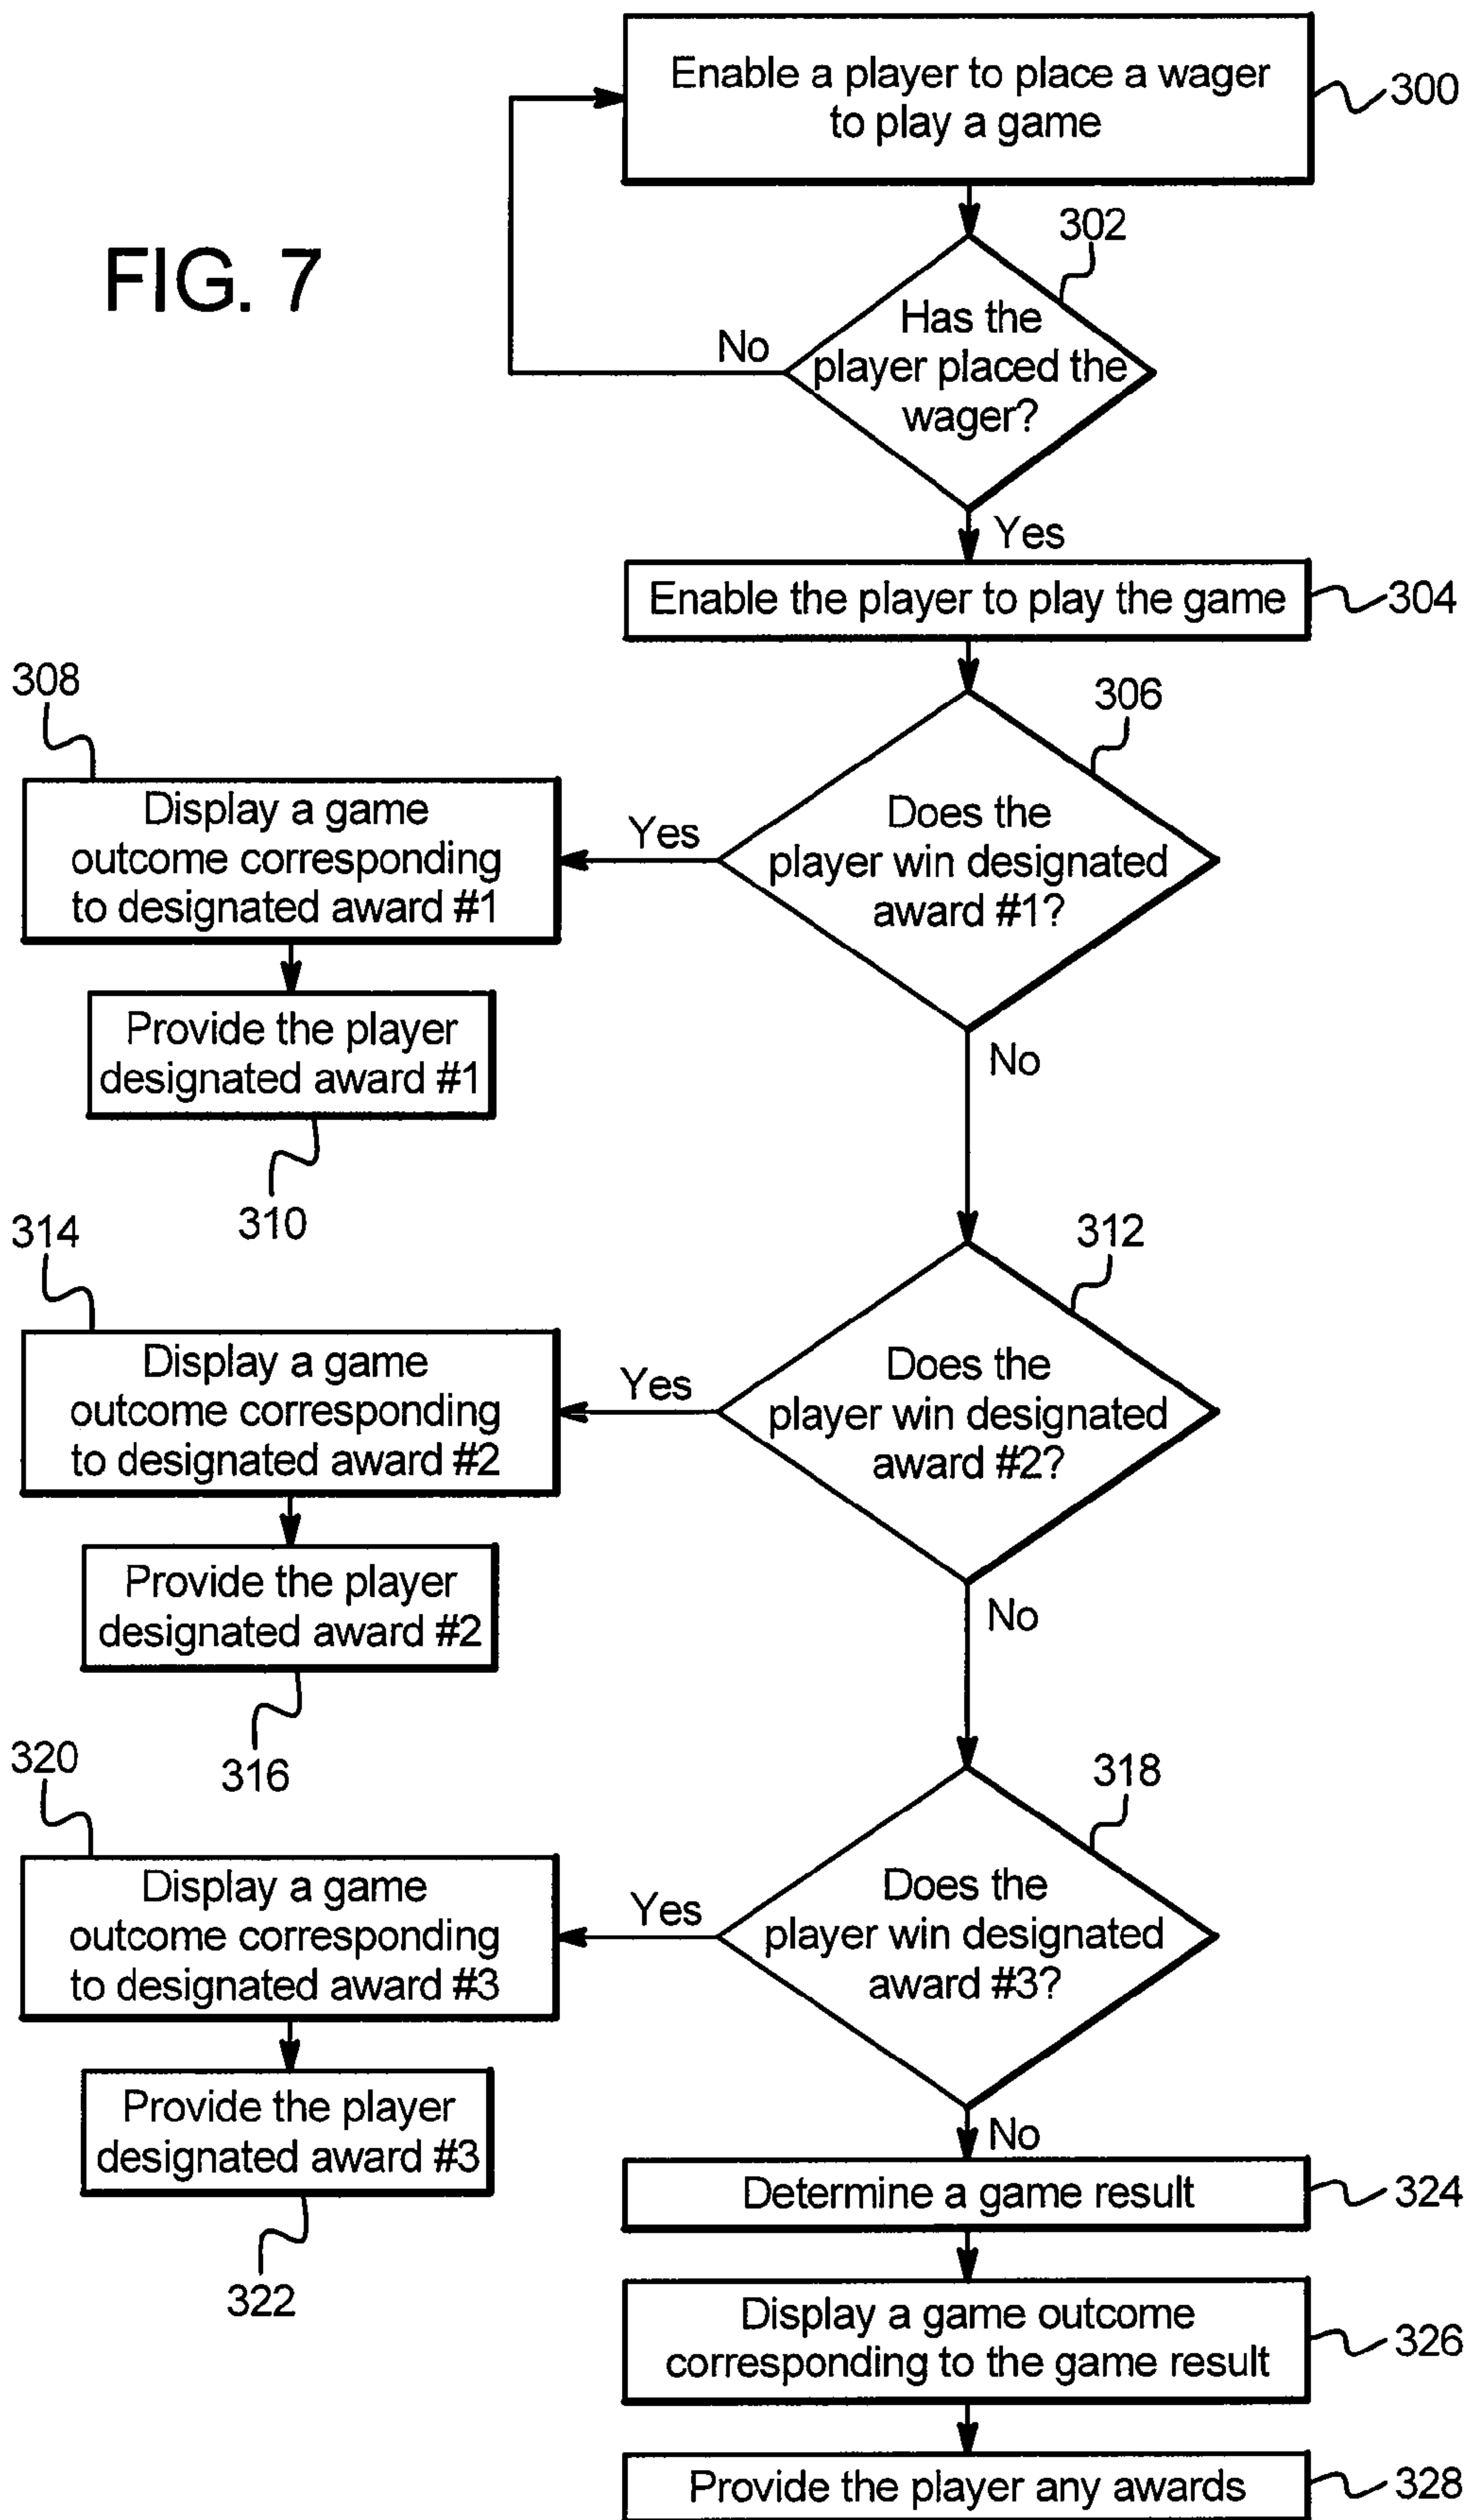 Enable a player to place a wager
to play a game
300
FIG. 7
302
Has the
player placed the
wager?
No
Yes
Enable the player to play the game
304
306
Does the
player win designated
award #1?
Yes
308
Display a game
outcome corresponding
to designated award #1
Provide the player
designated award #1
310
No
312
Does the
player win designated
award #2?
Yes
314
Display a game
outcome corresponding
to designated award #2
Provide the player
designated award #2
316
No
318
Does the
player win designated
award #3?
Yes
320
Display a game
outcome corresponding
to designated award #3
Provide the player
designated award #3
322
No
Determine a game result
324
Display a game outcome
corresponding to the game result
326
Provide the player any awards
328